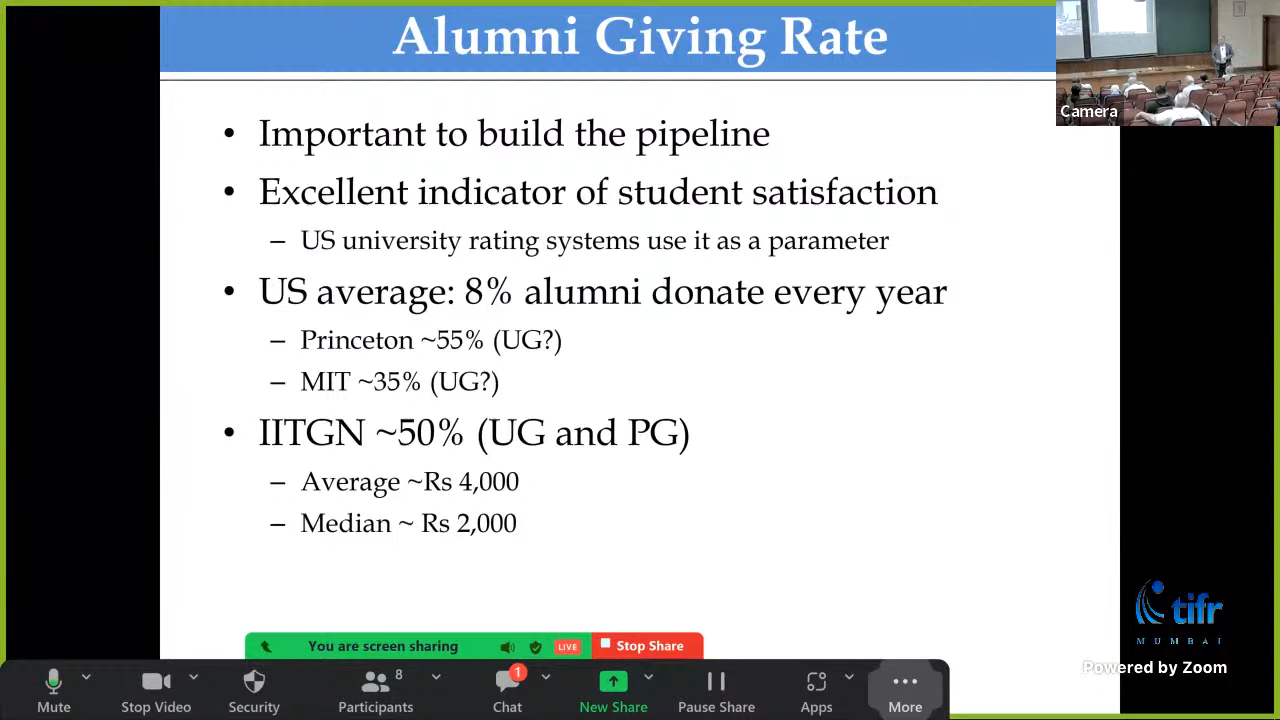 Alumni Giving Rate
Camera
• Important to build the pipeline
• Excellent indicator of student satisfaction
– US university rating systems use it as a parameter
• US average: 8% alumni donate every year
– Princeton ~55% (UG?)
– MIT ~35% (UG?)
• IITGN ~50% (UG and PG)
– Average ~Rs 4,000
– Median ~ Rs 2,000
tifr
MUMBAI
Powered by Zoom
You are screen sharing
LIVE
Stop Share
8
1
Mute
Stop Video
Security
Participants
Chat
New Share
Pause Share
Apps
More